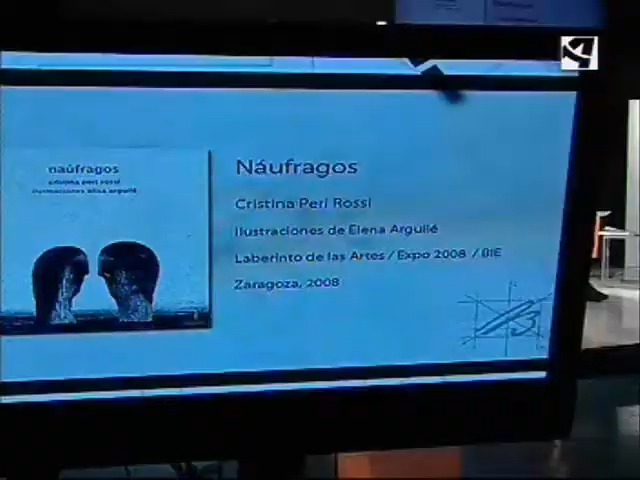 naúfragos
cristina peri rossi
ilustraciones elisa arguilé
Náufragos
Cristina Peri Rossi
Ilustraciones de Elena Argüilé
Laberinto de las Artes / Expo 2008 / BIE
Zaragoza, 2008